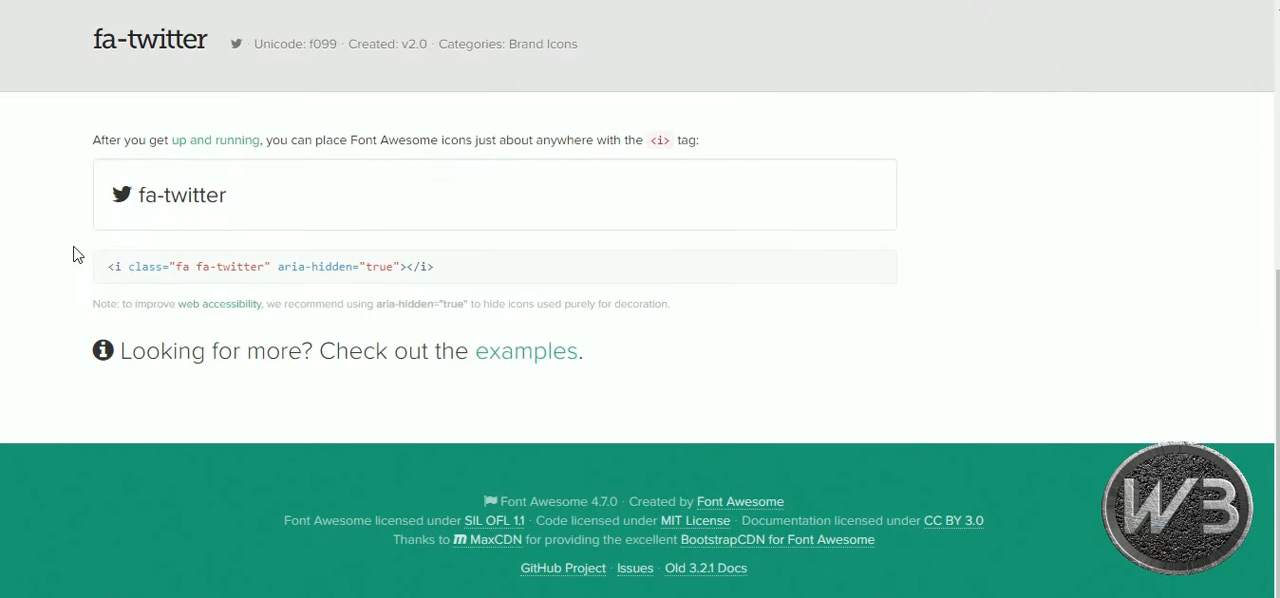 fa-twitter · Unicode: f099 · Created: v2.0 · Categories: Brand Icons
After you get up and running, you can place Font Awesome icons just about anywhere with the <i> tag:
fa-twitter
<i class="fa fa-twitter" aria-hidden="true"></i>
Note: to improve web accessibility, we recommend using aria-hidden="true" to hide icons used purely for decoration.
Looking for more? Check out the examples.
Font Awesome 4.7.0 · Created by Font Awesome
Font Awesome licensed under SIL OFL 1.1 · Code licensed under MIT License · Documentation licensed under CC BY 3.0
Thanks to MaxCDN for providing the excellent BootstrapCDN for Font Awesome
GitHub Project · Issues · Old 3.2.1 Docs
W3